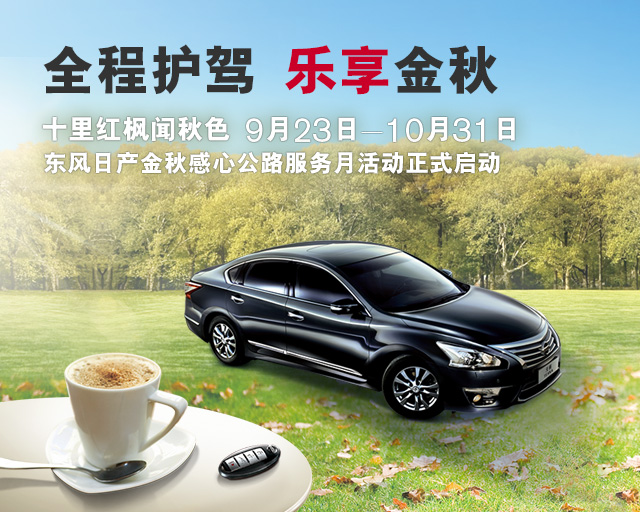 全程护驾 乐享金秋
十里红枫闻秋色 9月23日—10月31日
东风日产金秋感心公路服务月活动正式启动